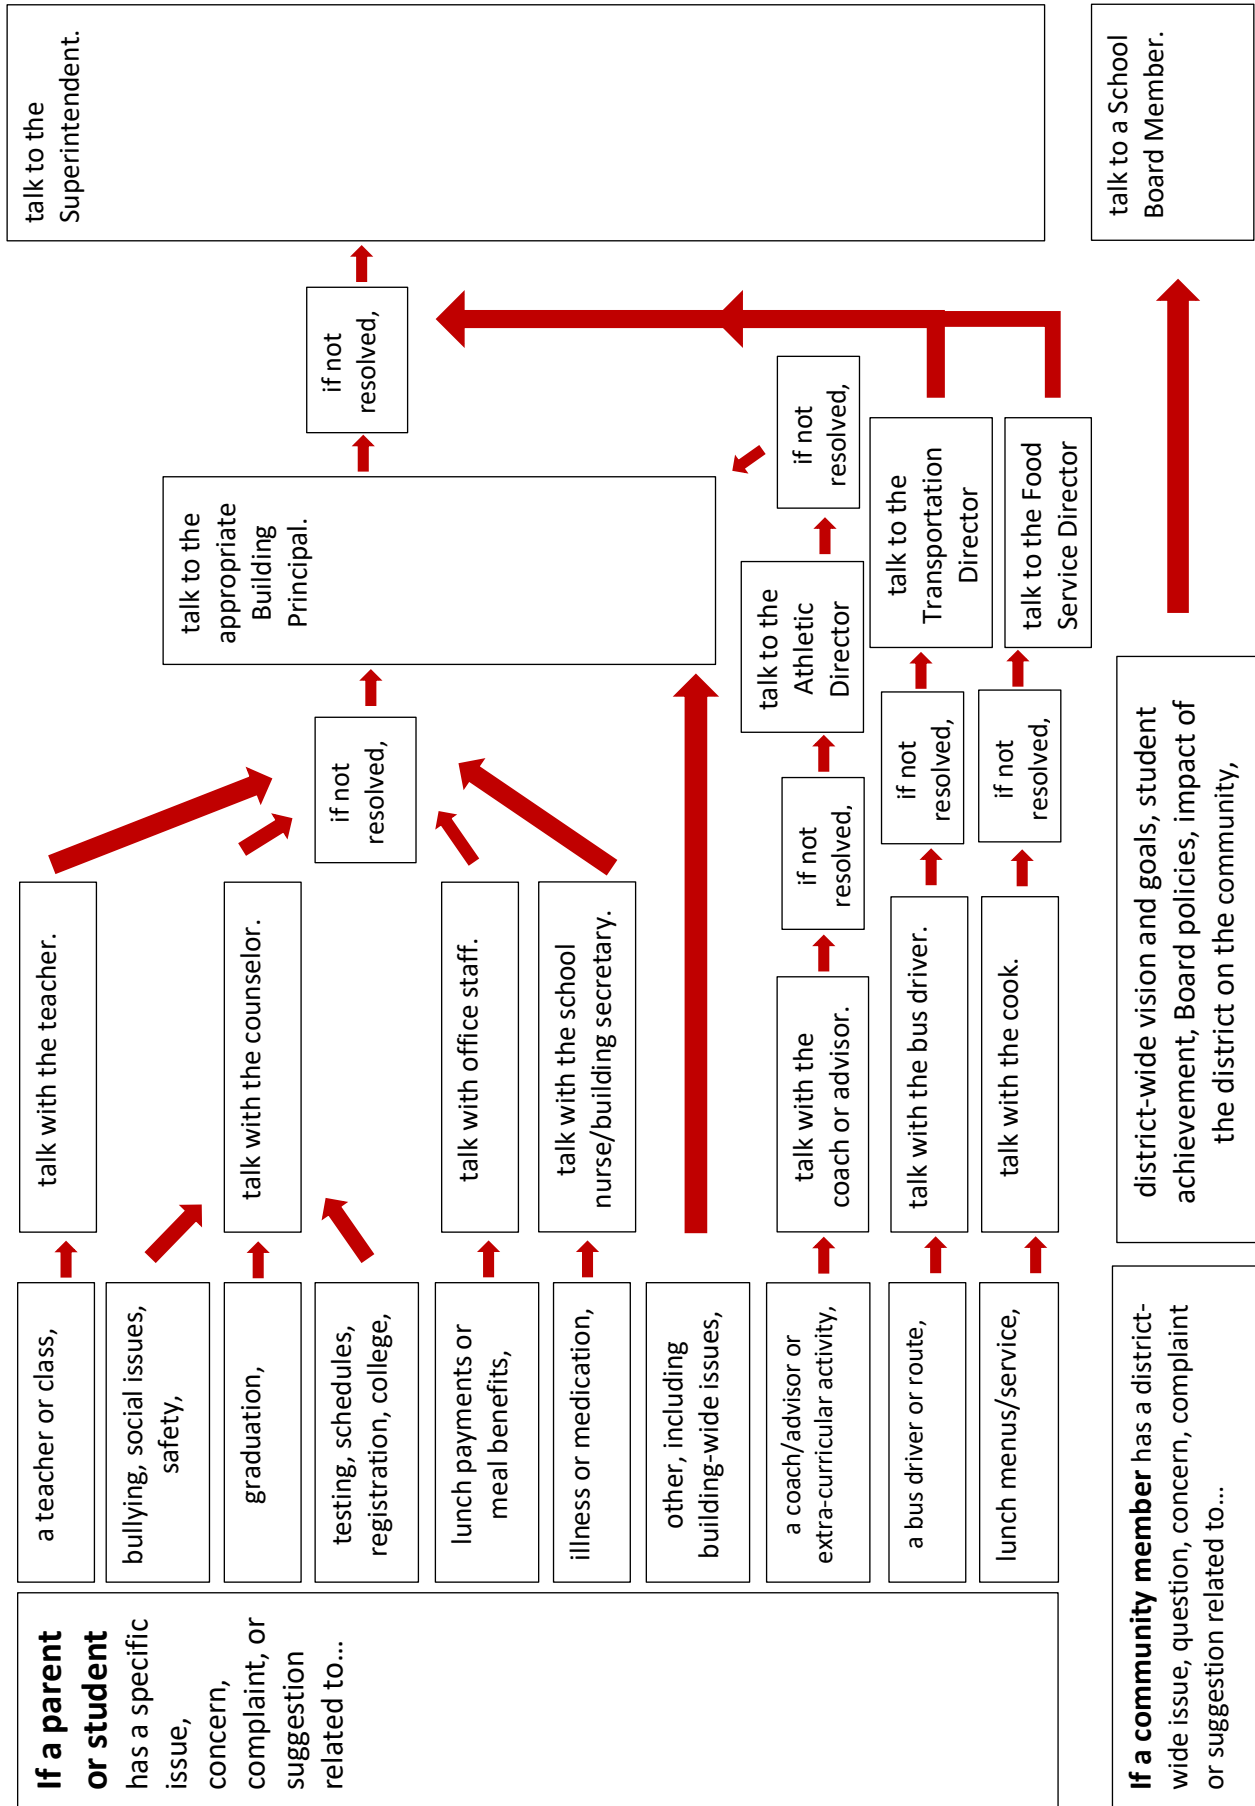 If a parent
or student
has a specific
issue,
concern,
complaint, or
suggestion
related to...
a teacher or class,
talk with the teacher.
bullying, social issues,
safety,
graduation,
testing, schedules,
registration, college,
talk with the counselor.
lunch payments or
meal benefits,
talk with office staff.
illness or medication,
talk with the school
nurse/building secretary.
if not
resolved,
other, including
building-wide issues,
talk to the
appropriate
Building
Principal.
if not
resolved,
talk to the
Superintendent.
a coach/advisor or
extra-curricular activity,
talk with the
coach or advisor.
if not
resolved,
talk to the
Athletic
Director
if not
resolved,
a bus driver or route,
talk with the bus driver.
if not
resolved,
talk to the
Transportation
Director
lunch menus/service,
talk with the cook.
if not
resolved,
talk to the Food
Service Director
If a community member has a district-
wide issue, question, concern, complaint
or suggestion related to...
district-wide vision and goals, student
achievement, Board policies, impact of
the district on the community,
talk to a School
Board Member.